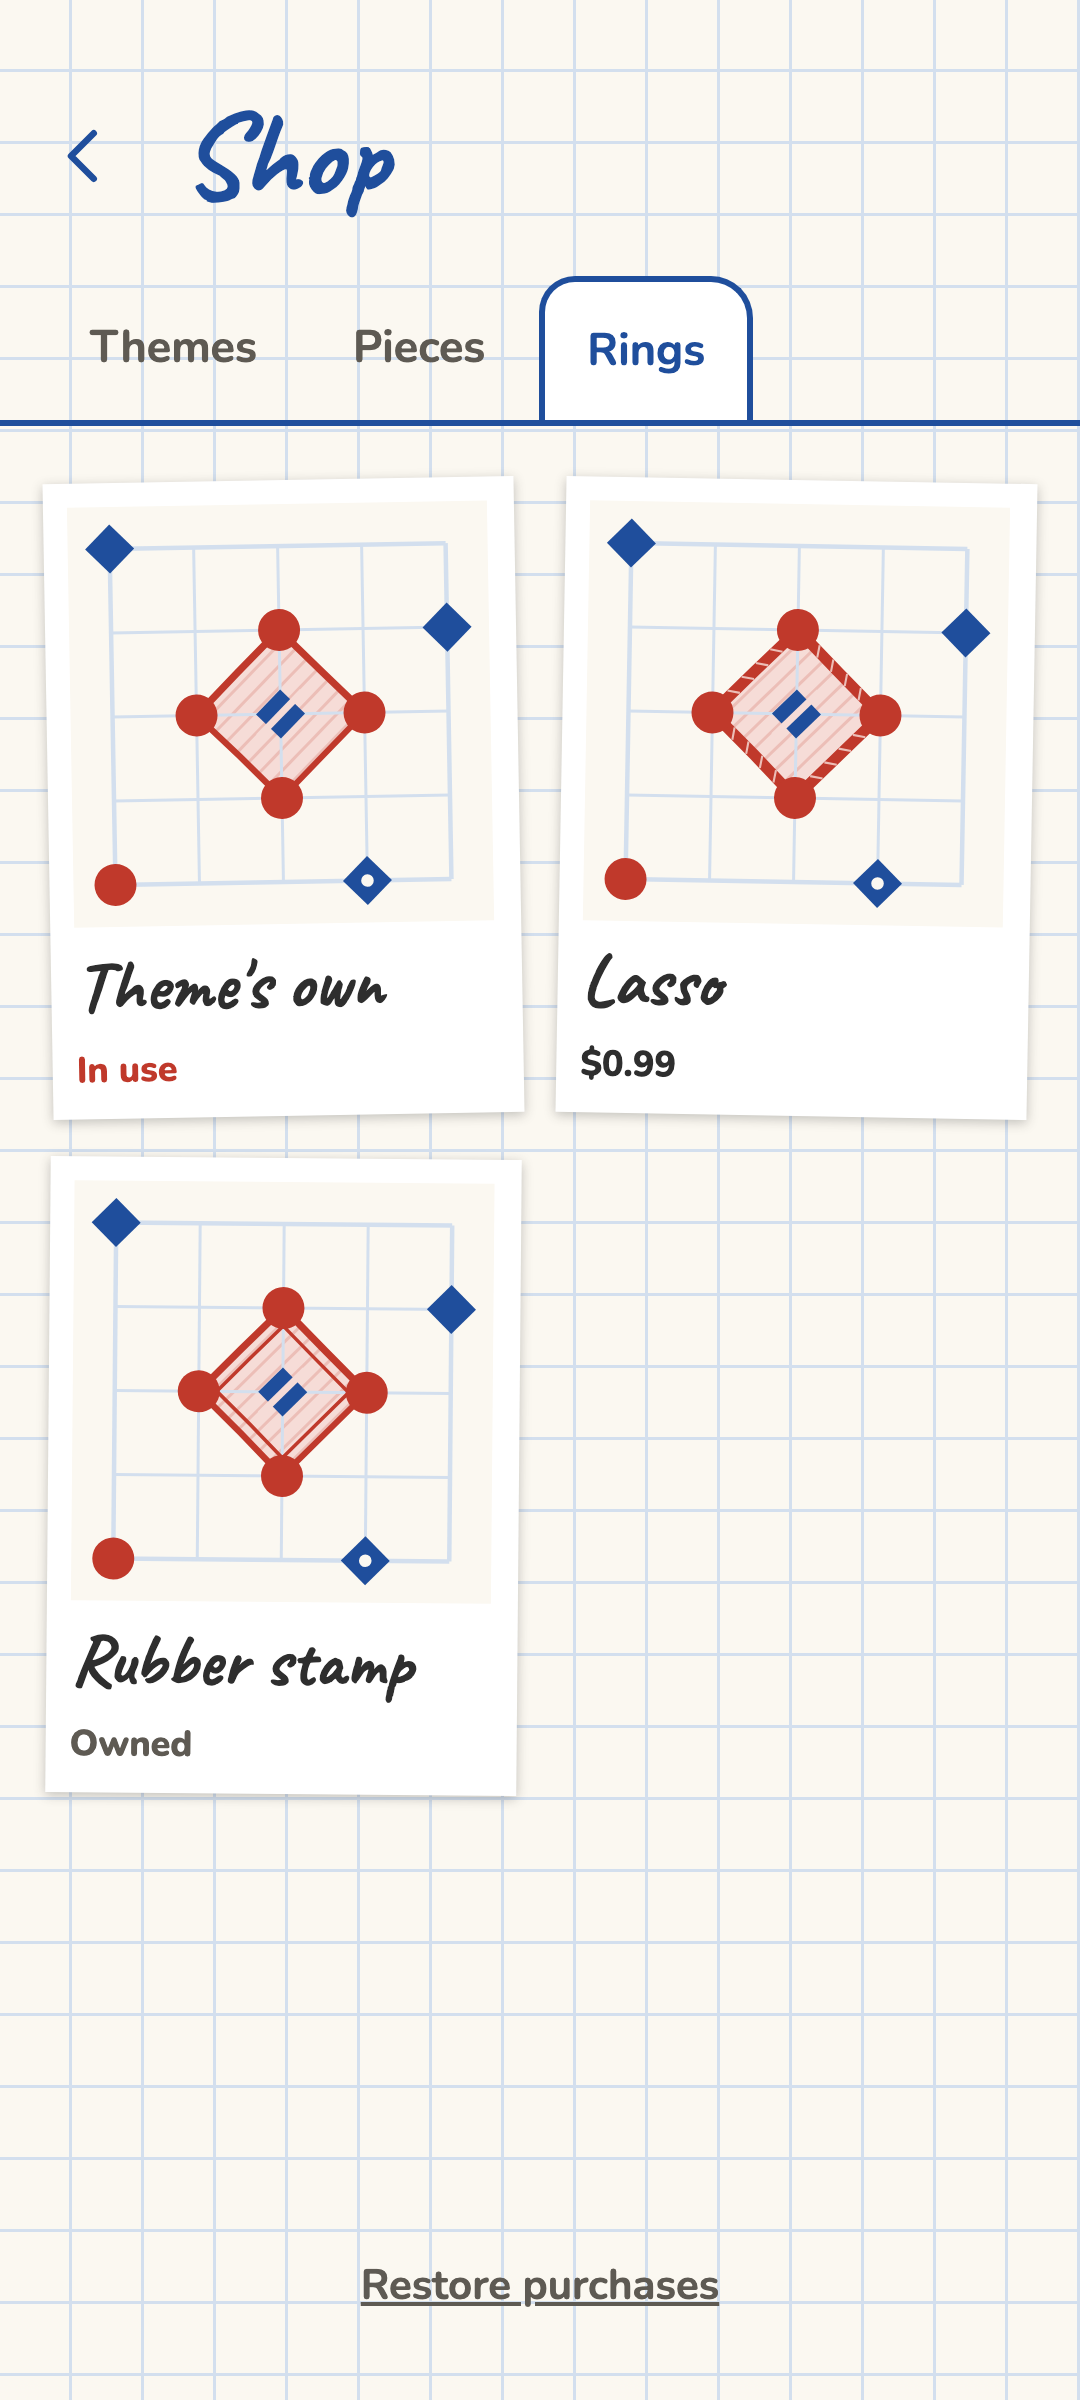 Shop
Themes Pieces Rings
Theme's own
In use
Lasso
$0.99
Rubber stamp
Owned
Restore purchases